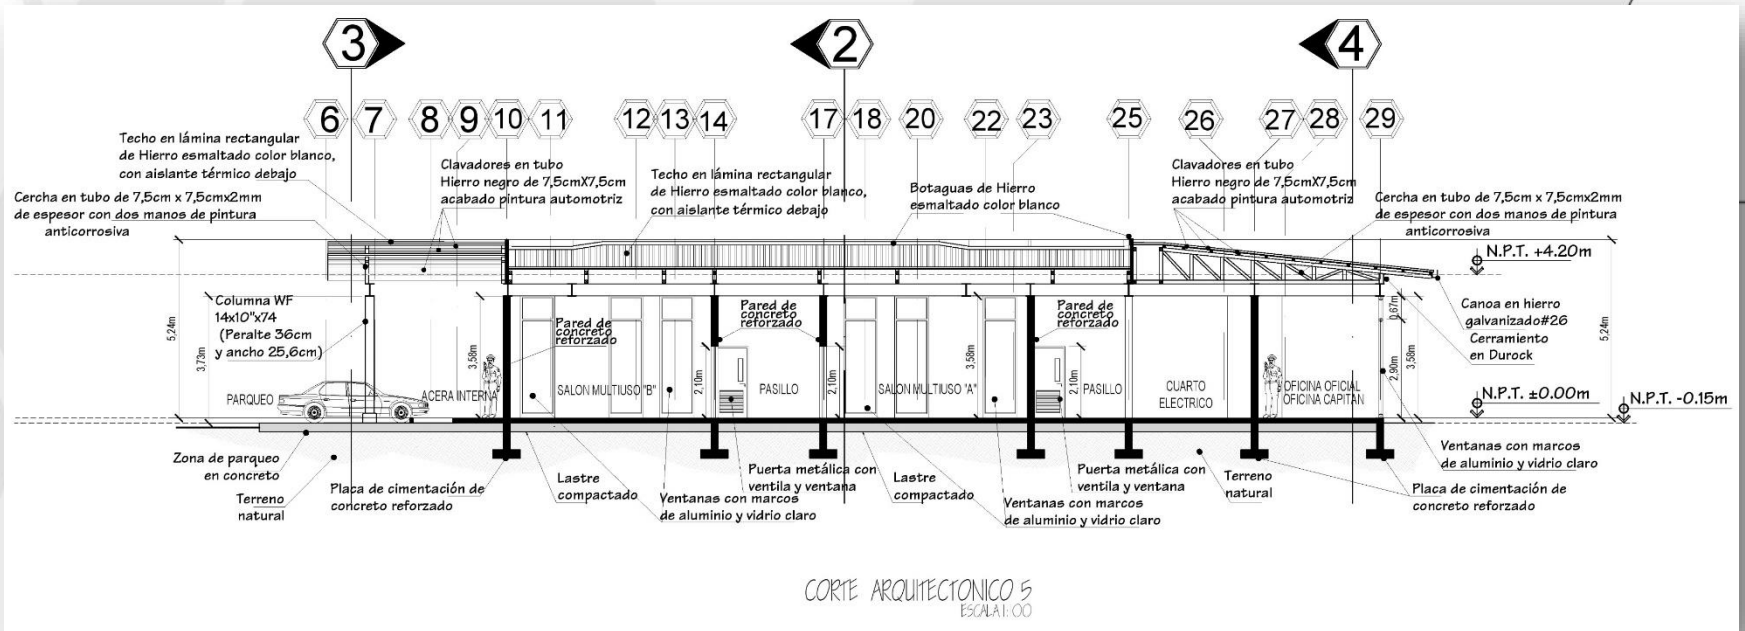 3
2
4
6
7
8
9
10
11
12
13
14
17
18
20
22
23
25
26
27
28
29
Techo en lámina rectangular
de Hierro esmaltado color blanco,
con aislante térmico debajo
Cercha en tubo de 7,5cm x 7,5cmx2mm
de espesor con dos manos de pintura
anticorrosiva
Clavadores en tubo
Hierro negro de 7,5cmX7,5cm
acabado pintura automotriz
Techo en lámina rectangular
de Hierro esmaltado color blanco,
con aislante térmico debajo
Botaguas de Hierro
esmaltado color blanco
Clavadores en tubo
Hierro negro de 7,5cmX7,5cm
acabado pintura automotriz
Cercha en tubo de 7,5cm x 7,5cmx2mm
de espesor con dos manos de pintura
anticorrosiva
N.P.T. +4.20m
5,24m
3,73m
Columna WF
14x10"x74
(Peralte 36cm
y ancho 25,6cm)
3,58m
Pared de
concreto
reforzado
2,10m
Pared de
concreto
reforzado
2,10m
3,58m
Pared de
concreto
reforzado
2,10m
0,67m
2,90m
3,58m
Canoa en hierro
galvanizado#26
Cerramiento
en Durock
5,24m
PARQUEO
ACERA INTERNA
SALON MULTIUSO "B"
PASILLO
SALON MULTIUSO "A"
PASILLO
CUARTO
ELECTRICO
OFICINA OFICIAL
OFICINA CAPITAN
N.P.T. ±0.00m
N.P.T. -0.15m
Zona de parqueo
en concreto
Terreno
natural
Placa de cimentación de
concreto reforzado
Lastre
compactado
Ventanas con marcos
de aluminio y vidrio claro
Puerta metálica con
ventila y ventana
Lastre
compactado
Ventanas con marcos
de aluminio y vidrio claro
Puerta metálica con
ventila y ventana
Terreno
natural
Ventanas con marcos
de aluminio y vidrio claro
Placa de cimentación de
concreto reforzado
CORTE ARQUITECTONICO 5
ESCALA 1:00